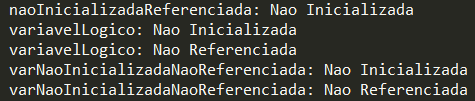 naoInicializadaReferenciada: Nao Inicializada
variavelLogico: Nao Inicializada
variavelLogico: Nao Referenciada
varNaoInicializadaNaoReferenciada: Nao Inicializada
varNaoInicializadaNaoReferenciada: Nao Referenciada